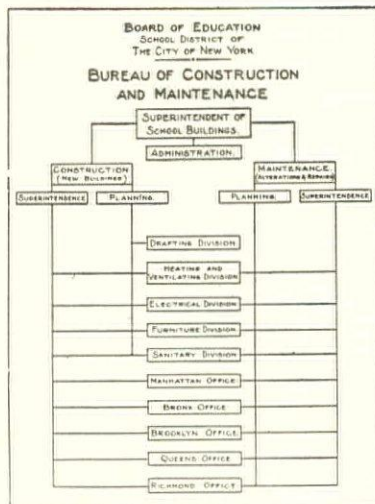 BOARD OF EDUCATION
SCHOOL DISTRICT OF
THE CITY OF NEW YORK
BUREAU OF CONSTRUCTION
AND MAINTENANCE
SUPERINTENDENT OF
SCHOOL BUILDINGS.
ADMINISTRATION.
CONSTRUCTION
(NEW BUILDINGS)
MAINTENANCE
(ALTERATIONS & REPAIRS)
SUPERINTENDENCE
PLANNING.
PLANNING.
SUPERINTENDENCE
DRAFTING DIVISION
HEATING AND
VENTILATING DIVISION
ELECTRICAL DIVISION
FURNITURE DIVISION
SANITARY DIVISION
MANHATTAN OFFICE
BRONX OFFICE
BROOKLYN OFFICE
QUEENS OFFICE
RICHMOND OFFICE